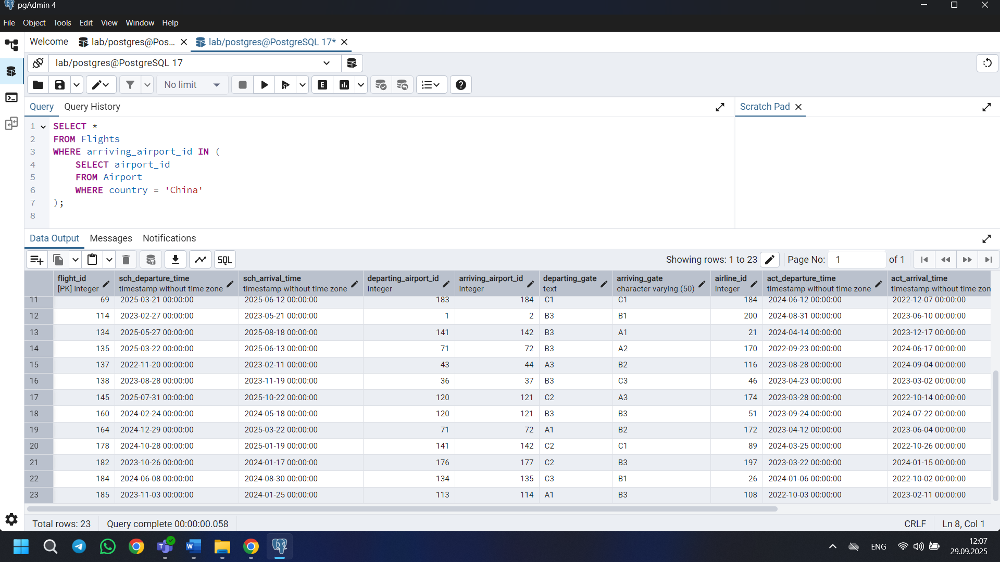 pgAdmin 4
File Object Tools Edit View Window Help
Welcome lab/postgres@Pos... lab/postgres@PostgreSQL 17*
lab/postgres@PostgreSQL 17
No limit E SQL
Query Query History Scratch Pad
1 SELECT *
2 FROM Flights
3 WHERE arriving_airport_id IN (
4 SELECT airport_id
5 FROM Airport
6 WHERE country = 'China'
7 );
8
Data Output Messages Notifications
SQL Showing rows: 1 to 23 Page No: 1 of 1
flight_id sch_departure_time sch_arrival_time departing_airport_id arriving_airport_id departing_gate arriving_gate airline_id act_departure_time act_arrival_time
[PK] integer timestamp without time zone timestamp without time zone integer integer text character varying (50) integer timestamp without time zone timestamp without time zon
11 69 2025-03-21 00:00:00 2025-06-12 00:00:00 183 184 C1 C1 184 2024-06-12 00:00:00 2022-12-07 00:00:00
12 114 2023-02-27 00:00:00 2023-05-21 00:00:00 1 2 B3 B1 200 2024-08-31 00:00:00 2023-06-10 00:00:00
13 134 2025-05-27 00:00:00 2025-08-18 00:00:00 141 142 B3 A1 21 2024-04-14 00:00:00 2023-12-17 00:00:00
14 135 2025-03-22 00:00:00 2025-06-13 00:00:00 71 72 B3 A2 170 2022-09-23 00:00:00 2024-06-17 00:00:00
15 137 2022-11-20 00:00:00 2023-02-11 00:00:00 43 44 A3 B2 116 2023-08-28 00:00:00 2024-09-04 00:00:00
16 138 2023-08-28 00:00:00 2023-11-19 00:00:00 36 37 B3 C3 46 2023-04-23 00:00:00 2023-03-02 00:00:00
17 145 2025-07-31 00:00:00 2025-10-22 00:00:00 120 121 C2 A3 174 2023-03-28 00:00:00 2022-10-14 00:00:00
18 160 2024-02-24 00:00:00 2024-05-18 00:00:00 120 121 B3 B3 51 2023-09-24 00:00:00 2024-07-22 00:00:00
19 164 2024-12-29 00:00:00 2025-03-22 00:00:00 71 72 A1 B2 172 2023-04-12 00:00:00 2023-06-04 00:00:00
20 178 2024-10-28 00:00:00 2025-01-19 00:00:00 141 142 C2 C1 89 2024-03-25 00:00:00 2022-10-26 00:00:00
21 182 2023-10-26 00:00:00 2024-01-17 00:00:00 176 177 C2 B3 197 2023-03-22 00:00:00 2024-01-15 00:00:00
22 184 2024-06-08 00:00:00 2024-08-30 00:00:00 134 135 C3 B1 26 2024-01-06 00:00:00 2022-10-02 00:00:00
23 185 2023-11-03 00:00:00 2024-01-25 00:00:00 113 114 A1 B3 108 2022-10-03 00:00:00 2023-02-11 00:00:00
Total rows: 23 Query complete 00:00:00.058 CRLF Ln 8, Col 1
ENG 12:07
29.09.2025